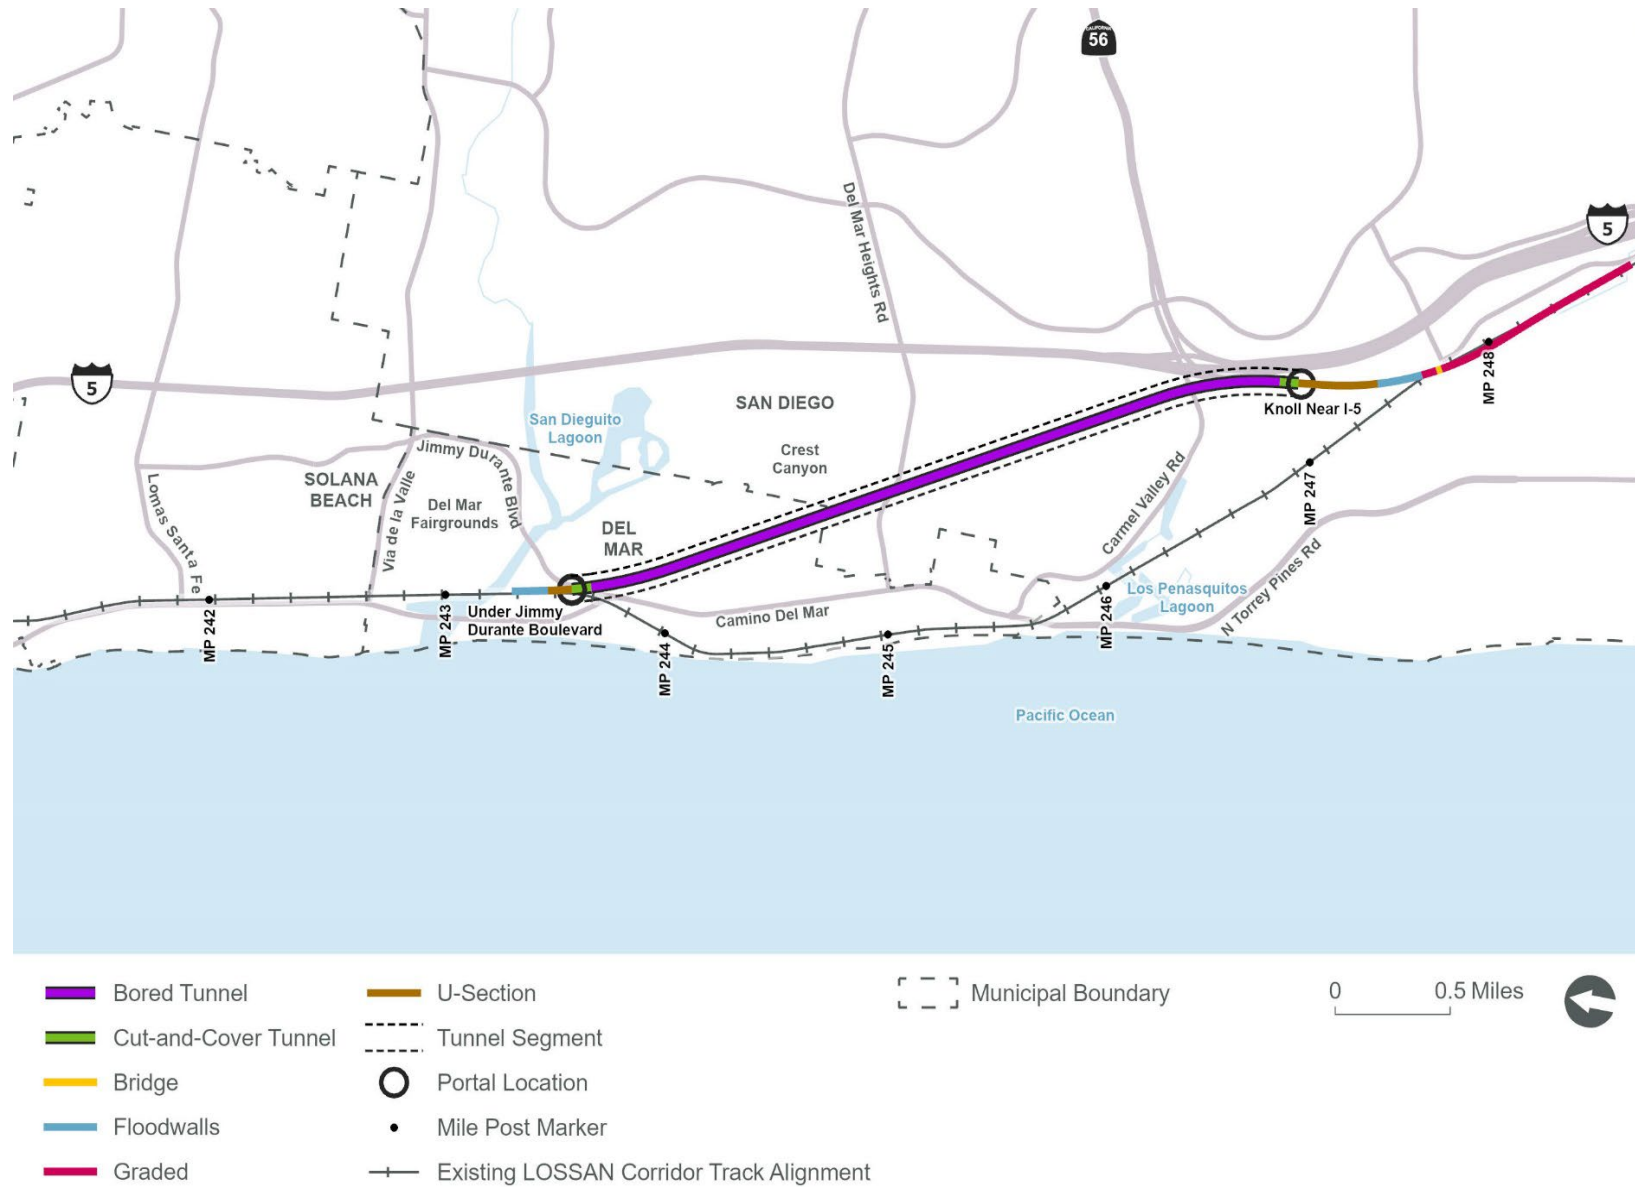 CALIFORNIA
56
5
Del Mar Heights Rd
5
MP 248
Knoll Near I-5
SAN DIEGO
San Dieguito
Lagoon
Crest
Canyon
Jimmy Durante Blvd
SOLANA
BEACH
Lomas Santa Fe
Via de la Valle
Del Mar
Fairgrounds
DEL
MAR
MP 247
Carmel Valley Rd
N Torrey Pines Rd
Los Penasquitos
Lagoon
MP 246
Under Jimmy
Durante Boulevard
Camino Del Mar
MP 242
MP 243
MP 244
MP 245
Pacific Ocean
Bored Tunnel
Cut-and-Cover Tunnel
Bridge
Floodwalls
Graded
U-Section
Tunnel Segment
Portal Location
Mile Post Marker
Existing LOSSAN Corridor Track Alignment
Municipal Boundary
0 0.5 Miles